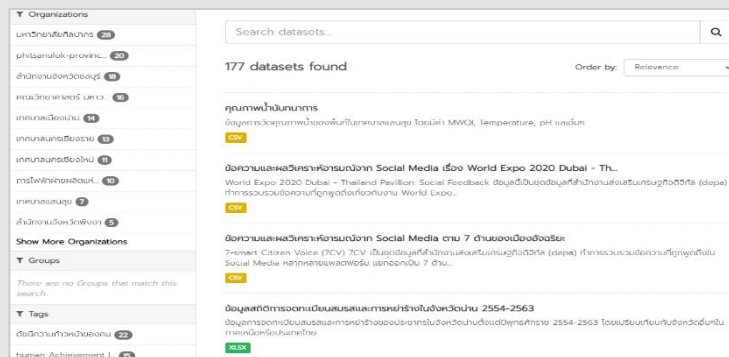 Organizations
มหาวิทยาลัยศิลปากร 28
phitsanulok-provinc... 20
สำนักงานจังหวัดชลบุรี 18
คณะวิทยาศาสตร์ มหาว... 16
เทศบาลเมืองน่าน 14
เทศบาลนครเชียงราย 13
เทศบาลนครเชียงใหม่ 11
การไฟฟ้าฝ่ายผลิตแห่... 10
เทศบาลแสนสุข 7
สำนักงานจังหวัดพังงา 5
Show More Organizations
Groups
There are no Groups that match this
search
Tags
ดัชนีความก้าวหน้าของคน 22
human Achievement I... 15
Search datasets...
177 datasets found
Order by: Relevance
คุณภาพน้ำนันทนาการ
ข้อมูลการวัดคุณภาพน้ำของพื้นที่ในเทศบาลแสนสุข โดยมีค่า MWQI, Temperature, pH และอื่นๆ
CSV
ข้อความและผลวิเคราะห์อารมณ์จาก Social Media เรื่อง World Expo 2020 Dubai - Th...
World Expo 2020 Dubai - Thailand Pavillion: Social Feedback ข้อมูลนี้เป็นชุดข้อมูลที่สำนักงานส่งเสริมเศรษฐกิจดิจิทัล (depa)
ทำการรวบรวมข้อความที่ถูกพูดถึงเกี่ยวกับงาน World Expo...
CSV
ข้อความและผลวิเคราะห์อารมณ์จาก Social Media ตาม 7 ด้านของเมืองอัจฉริยะ
7-smart Citizen Voice (7CV) 7CV เป็นชุดข้อมูลที่สำนักงานส่งเสริมเศรษฐกิจดิจิทัล (depa) ทำการรวบรวมข้อความที่ถูกพูดถึงใน
Social Media หลากหลายแพลตฟอร์ม แยกออกเป็น 7 ด้าน...
CSV
ข้อมูลสถิติการจดทะเบียนสมรสและการหย่าร้างในจังหวัดน่าน 2554-2563
ข้อมูลการจดทะเบียนสมรสและการหย่าร้างของประชากรในจังหวัดน่านตั้งแต่ปีพุทธศักราช 2554-2563 โดยเปรียบเทียบกับจังหวัดอื่นๆใน
ภาคเหนือหรือประเทศไทย
XLSX